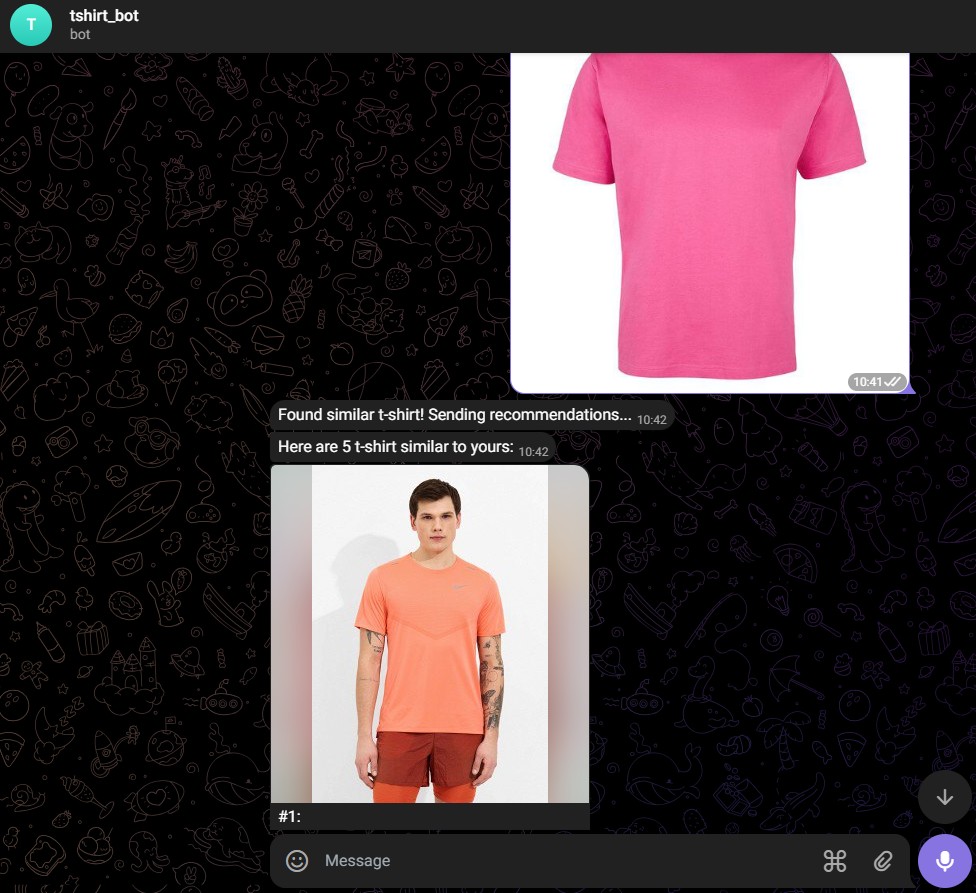 T
tshirt_bot
bot
10:41
Found similar t-shirt! Sending recommendations... 10:42
Here are 5 t-shirt similar to yours: 10:42
#1:
Message